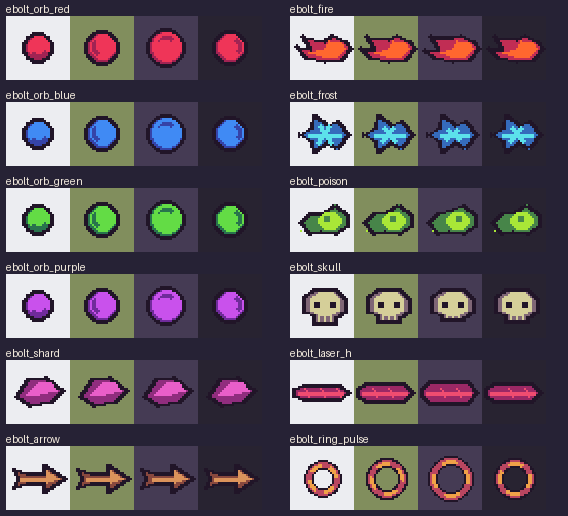 ebolt_orb_red
ebolt_fire
ebolt_orb_blue
ebolt_frost
ebolt_orb_green
ebolt_poison
ebolt_orb_purple
ebolt_skull
ebolt_shard
ebolt_laser_h
ebolt_arrow
ebolt_ring_pulse